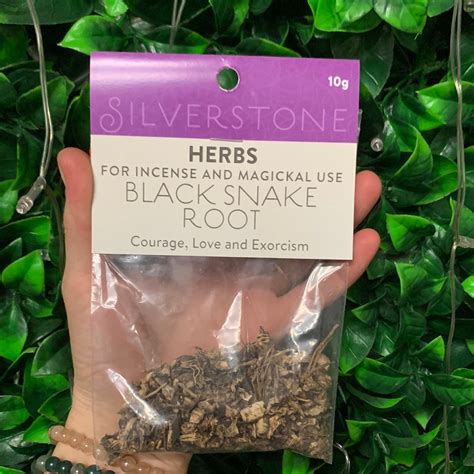 10g
SILVERSTONE
HERBS
FOR INCENSE AND MAGICKAL USE
BLACK SNAKE
ROOT
Courage, Love and Exorcism